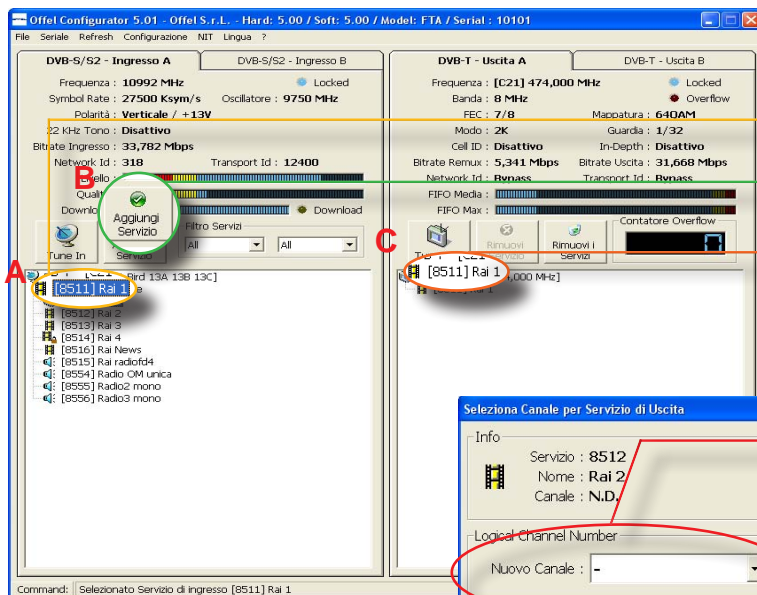 Offel Configurator 5.01 - Offel S.r.L. - Hard: 5.00 / Soft: 5.00 / Model: FTA / Serial : 10101
File Seriale Refresh Configurazione NIT Lingua ?
DVB-S/S2 - Ingresso A
DVB-S/S2 - Ingresso B
Frequenza : 10992 MHz
Locked
Symbol Rate : 27500 Ksym/s Oscillatore : 9750 MHz
Polarità : Verticale / +13V
22 KHz Tono : Disattivo
Bitrate Ingresso : 33,782 Mbps
Network Id : 318 Transport Id : 12400
B
Aggiungi
Servizio
Download
Filtro Servizi
Tune In
Servizio
All
All
A
Bird 13A 13B 13C]
[8511] Rai 1
[8512] Rai 2
[8513] Rai 3
[8514] Rai 4
[8516] Rai News
[8515] Rai radiofd4
[8554] Radio OM unica
[8555] Radio2 mono
[8556] Radio3 mono
DVB-T - Uscita A
DVB-T - Uscita B
Frequenza : [C21] 474,000 MHz
Locked
Banda : 8 MHz
Overflow
FEC : 7/8 Mappatura : 64QAM
Modo : 2K Guardia : 1/32
Cell ID : Disattivo In-Depth : Disattivo
Bitrate Remux : 5,341 Mbps Bitrate Uscita : 31,668 Mbps
Network Id : Bypass Transport Id : Bypass
FIFO Media :
FIFO Max :
C
Rimuovi
Servizio
Rimuovi i
Servizi
Contatore Overflow
0
,000 MHz]
[8511] Rai 1
Seleziona Canale per Servizio di Uscita
Info
Servizio : 8512
Nome : Rai 2
Canale : N.D.
Logical Channel Number
Nuovo Canale : -
Command: Selezionato Servizio di ingresso [8511] Rai 1